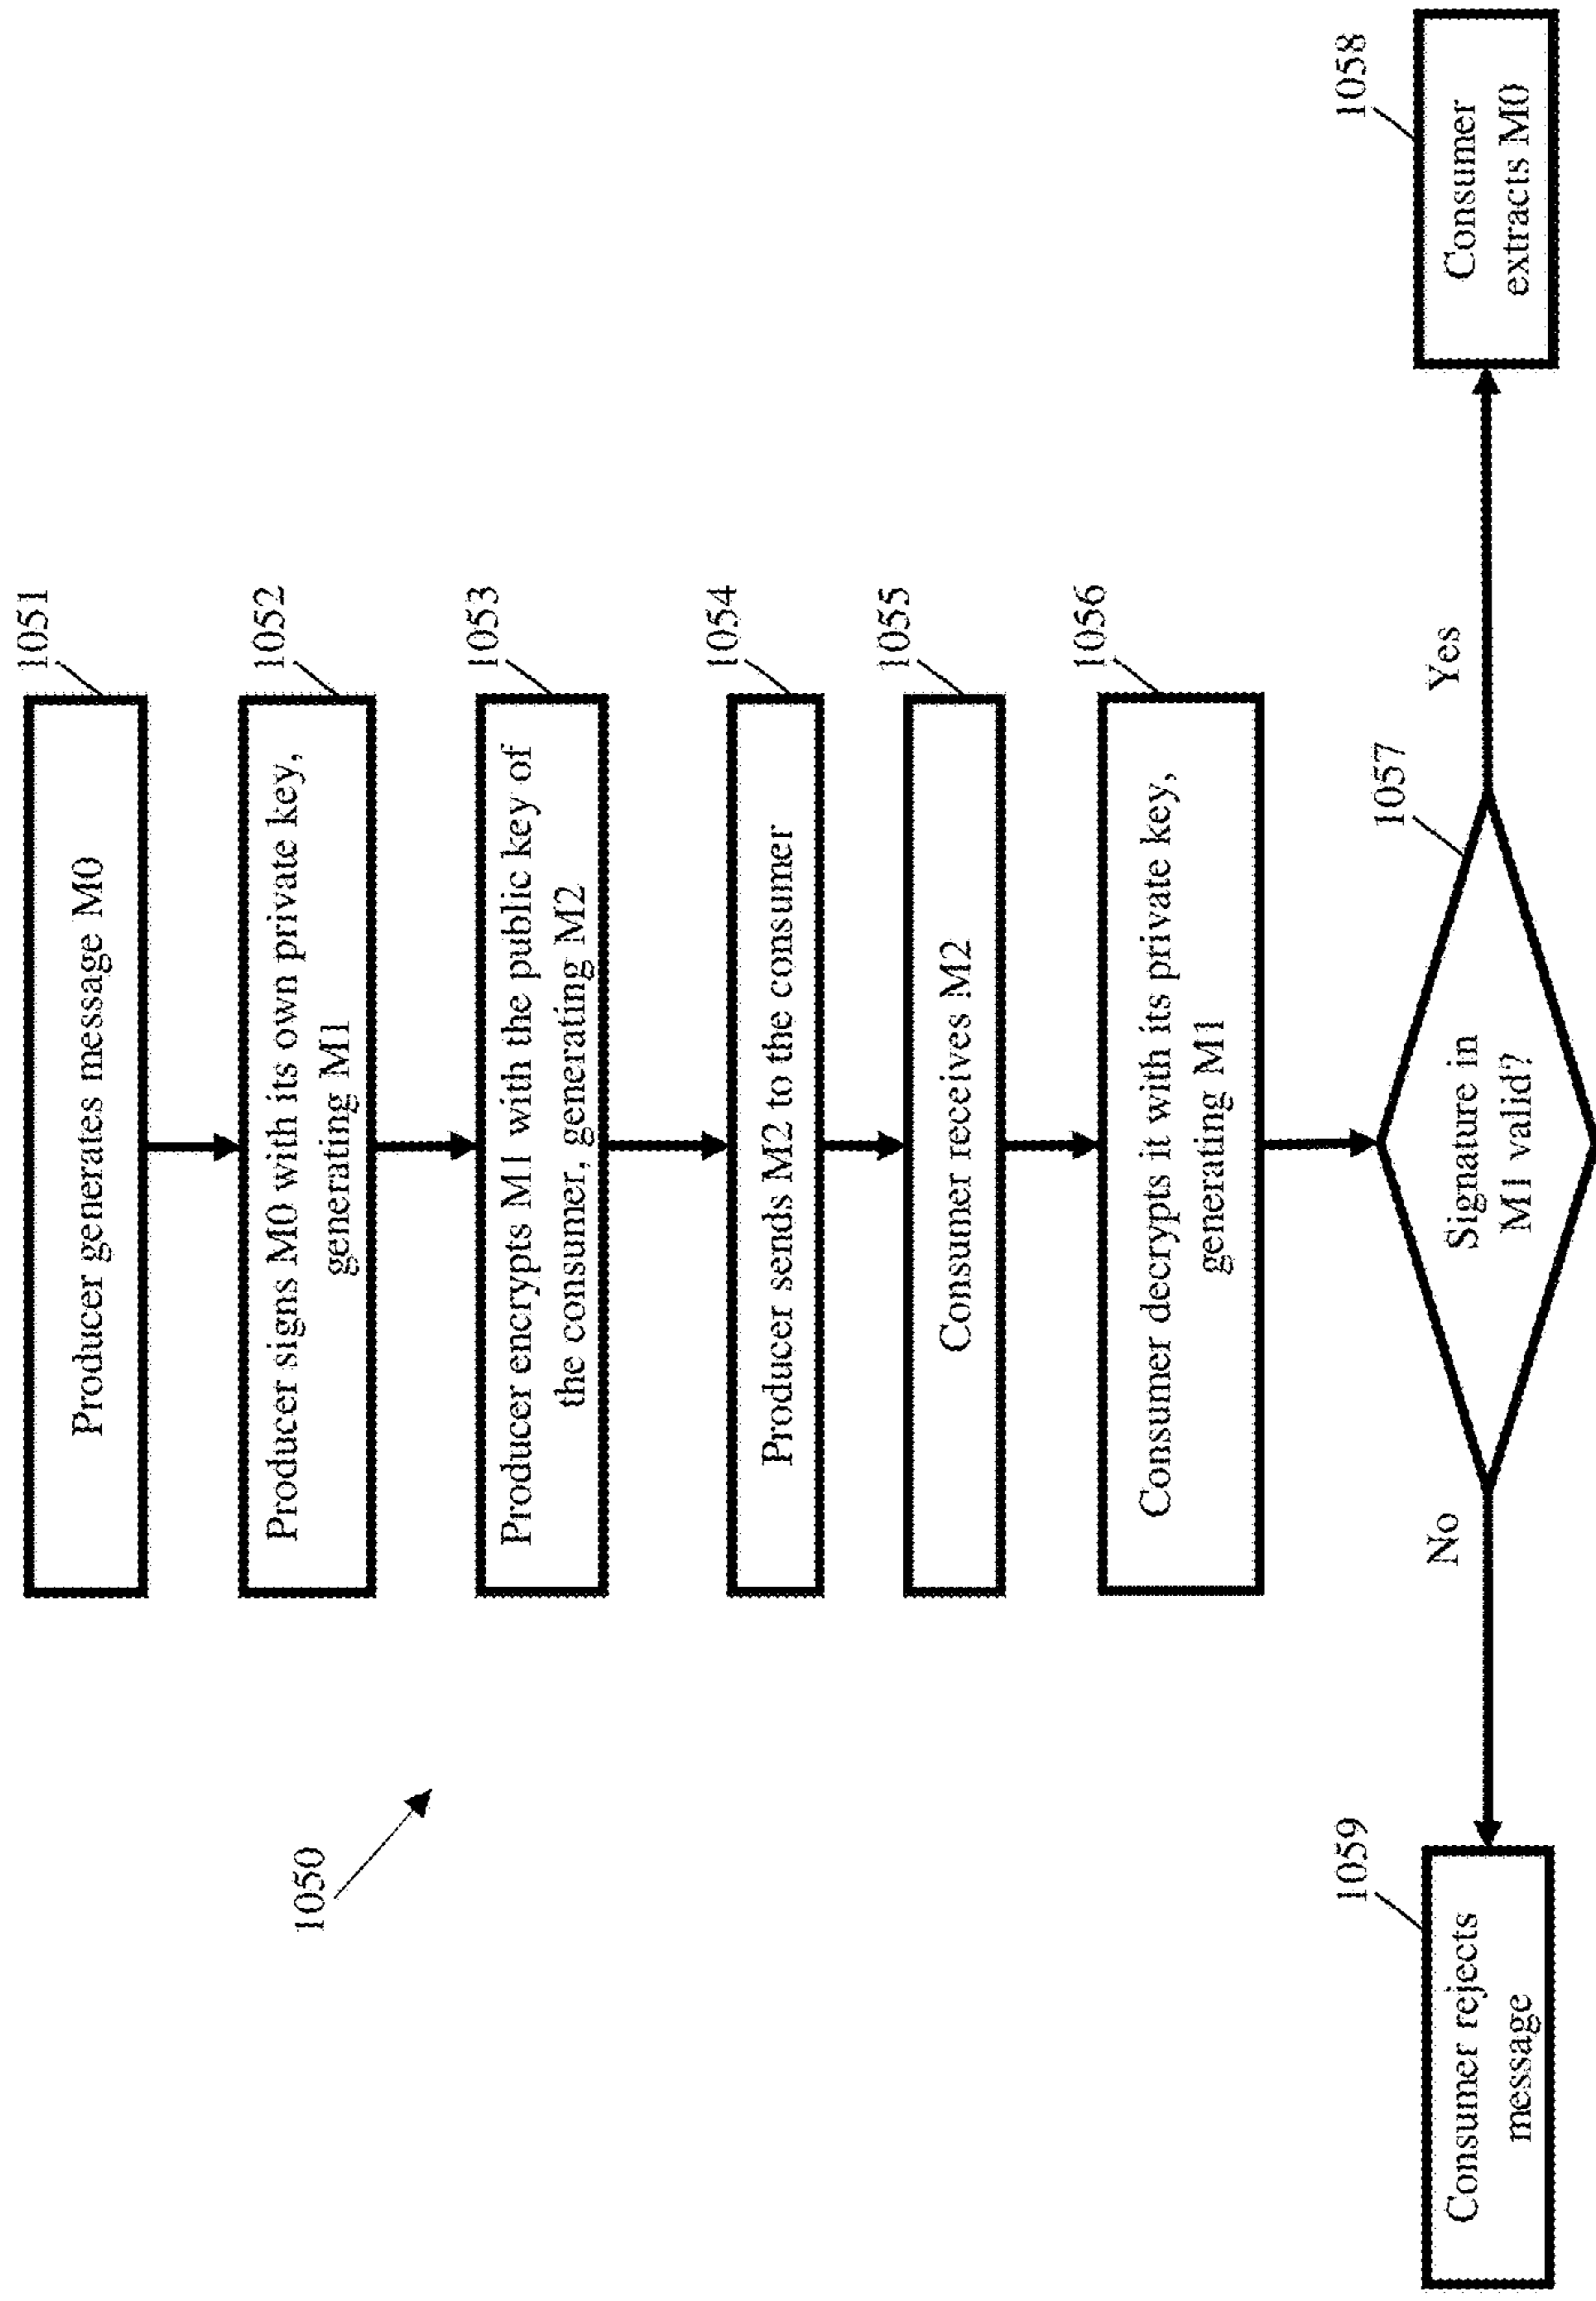 1051
Producer generates message M0
1052
Producer signs M0 with its own private key,
generating M1
1053
Producer encrypts M1 with the public key of
the consumer, generating M2
1054
Producer sends M2 to the consumer
1055
Consumer receives M2
1056
Consumer decrypts it with its private key,
generating M1
1050
1057
Signature in
M1 valid?
No
Yes
1059
Consumer rejects
message
1058
Consumer
extracts M0